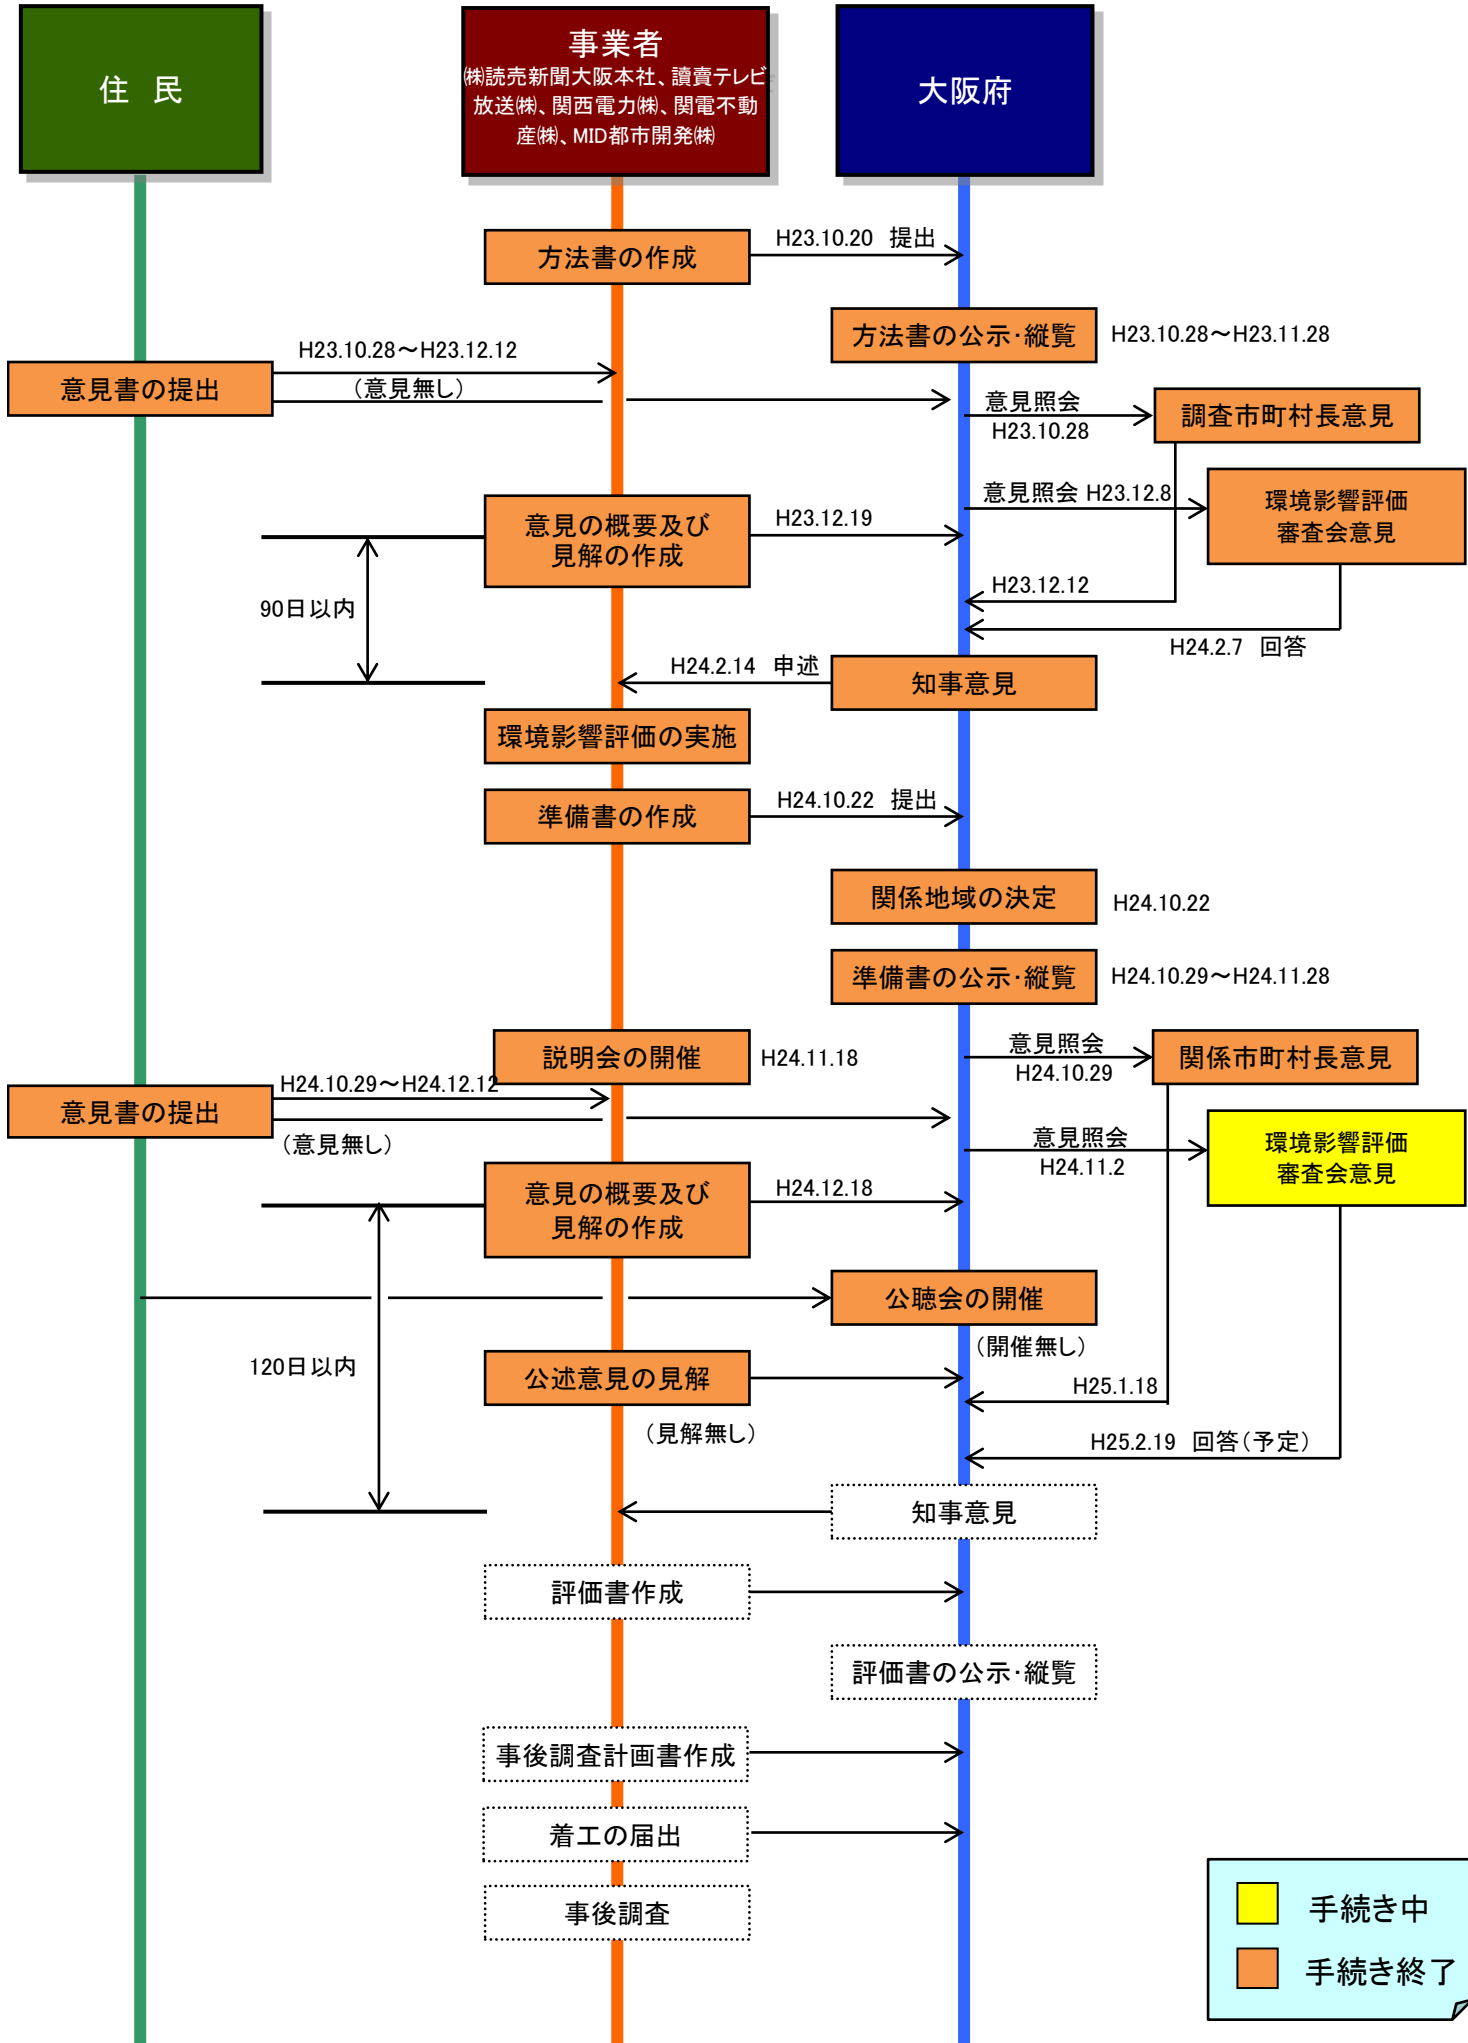 住 民
事業者
㈱読売新聞大阪本社、讀賣テレビ
放送㈱、関西電力㈱、関電不動
産㈱、MID都市開発㈱
大阪府
方法書の作成
H23.10.20 提出
方法書の公示・縦覧
H23.10.28～H23.11.28
H23.10.28～H23.12.12
意見書の提出
（意見無し）
意見照会
H23.10.28
調査市町村長意見
意見照会 H23.12.8
環境影響評価
審査会意見
意見の概要及び
見解の作成
H23.12.19
H23.12.12
90日以内
H24.2.7 回答
H24.2.14 申述
知事意見
環境影響評価の実施
準備書の作成
H24.10.22 提出
関係地域の決定
H24.10.22
準備書の公示・縦覧
H24.10.29～H24.11.28
説明会の開催
H24.11.18
意見照会
H24.10.29
関係市町村長意見
H24.10.29～H24.12.12
意見書の提出
（意見無し）
意見照会
H24.11.2
環境影響評価
審査会意見
意見の概要及び
見解の作成
H24.12.18
公聴会の開催
（開催無し）
120日以内
公述意見の見解
H25.1.18
（見解無し）
H25.2.19 回答（予定）
知事意見
評価書作成
評価書の公示・縦覧
事後調査計画書作成
着工の届出
事後調査
手続き中
手続き終了